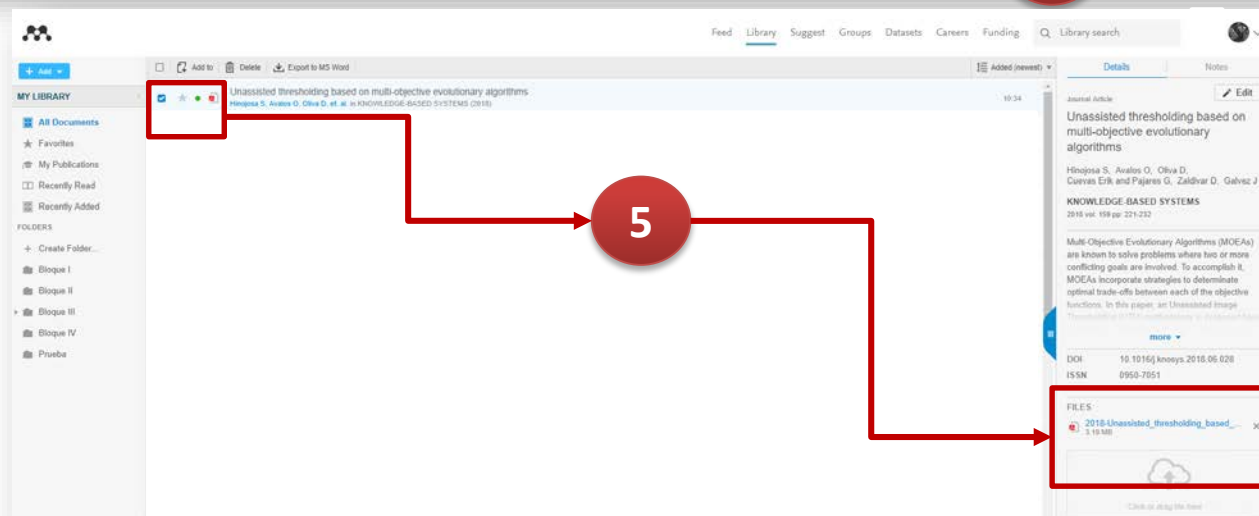 Feed Library Suggest Groups Datasets Careers Funding Library search
+ Add
Add to Delete Export to MS Word Added (newest)
Details Notes
MY LIBRARY
All Documents
Favorites
My Publications
Recently Read
Recently Added
FOLDERS
+ Create Folder...
Bloque I
Bloque II
Bloque III
Bloque IV
Prueba
Unassisted thresholding based on multi-objective evolutionary algorithms
Hinojosa S, Avalos O, Oliva D, et. al. in KNOWLEDGE-BASED SYSTEMS (2018)
10:34
5
Journal Article
Edit
Unassisted thresholding based on
multi-objective evolutionary
algorithms
Hinojosa S, Avalos O, Oliva D,
Cuevas Erik and Pajares G, Zaldivar D, Galvez J
KNOWLEDGE-BASED SYSTEMS
2018 vol: 159 pp: 221-232
Multi-Objective Evolutionary Algorithms (MOEAs)
are known to solve problems where two or more
conflicting goals are involved. To accomplish it,
MOEAs incorporate strategies to determinate
optimal trade-offs between each of the objective
functions. In this paper, an Unassisted Image
more
DOI 10.1016/j.knosys.2018.06.028
ISSN 0950-7051
FILES
2018-Unassisted_thresholding_based_...
3.19 MB
Click or drag file here